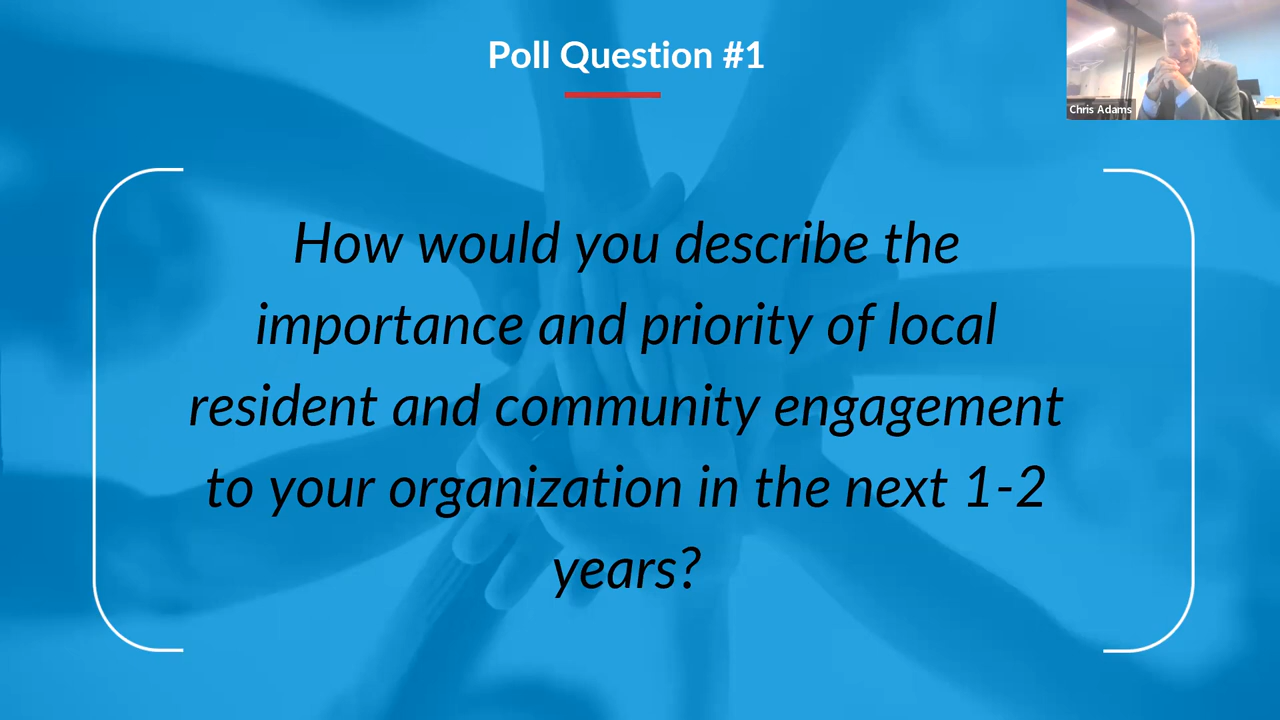 Poll Question #1
Chris Adams
How would you describe the
importance and priority of local
resident and community engagement
to your organization in the next 1-2
years?